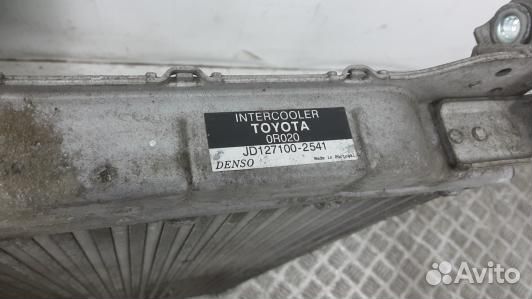 INTERCOOLER
TOYOTA
0R020
JD127100-2541
DENSO Made in Portugal
Avito